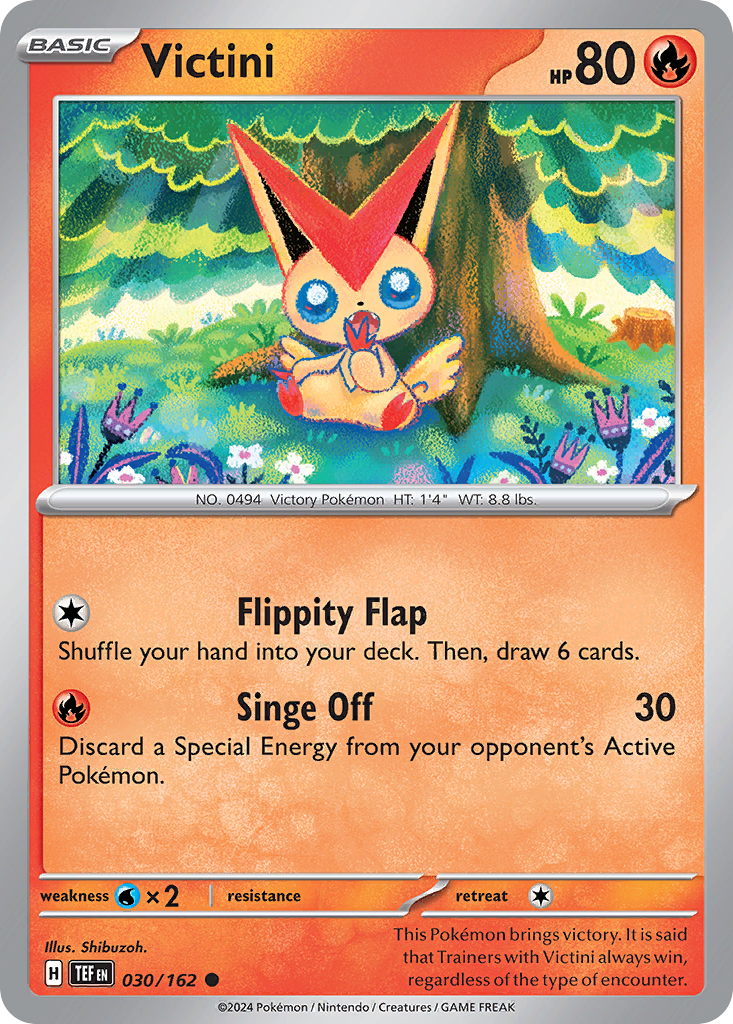 BASIC
Victini
HP 80
NO. 0494 Victory Pokémon HT: 1'4" WT: 8.8 lbs.
Flippity Flap
Shuffle your hand into your deck. Then, draw 6 cards.
Singe Off 30
Discard a Special Energy from your opponent's Active
Pokémon.
weakness ×2 resistance retreat
Illus. Shibuzoh.
H TEF EN 030/162
This Pokémon brings victory. It is said
that Trainers with Victini always win,
regardless of the type of encounter.
©2024 Pokémon / Nintendo / Creatures / GAME FREAK